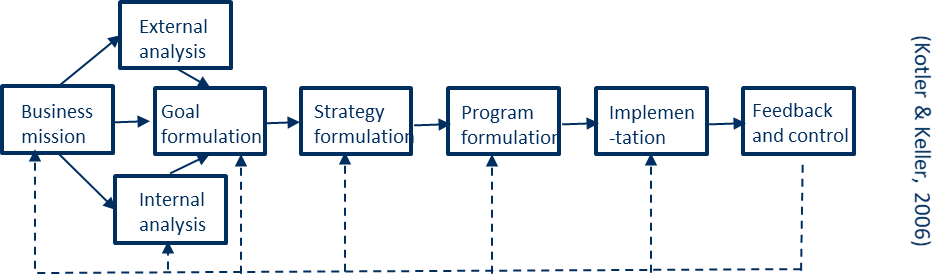 External
analysis
Business
mission
Goal
formulation
Strategy
formulation
Program
formulation
Implemen
-tation
Feedback
and control
Internal
analysis
(Kotler & Keller, 2006)